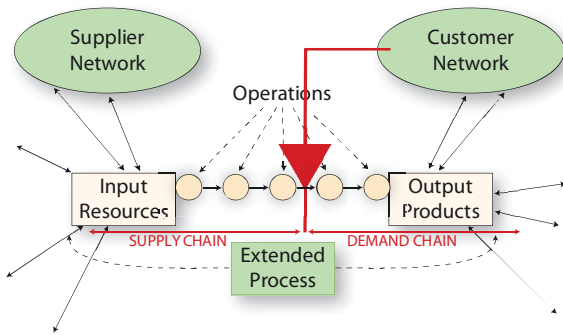 Supplier
Network
Customer
Network
Operations
Input
Resources
Output
Products
SUPPLY CHAIN
DEMAND CHAIN
Extended
Process